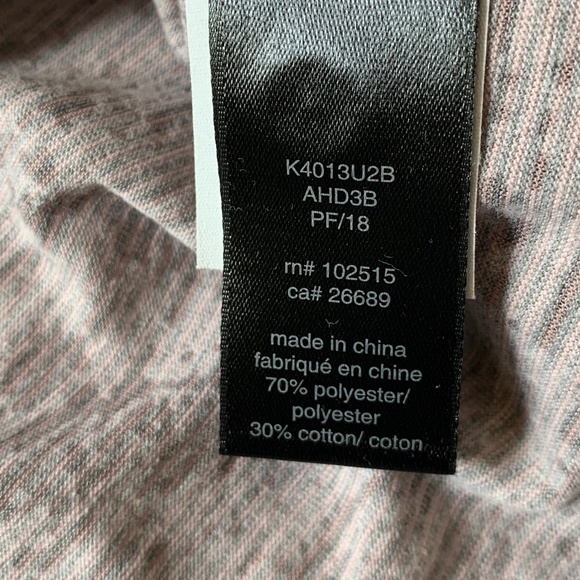 K4013U2B
AHD3B
PF/18
rn# 102515
ca# 26689
made in china
fabriqué en chine
70% polyester/
polyester
30% cotton/ coton